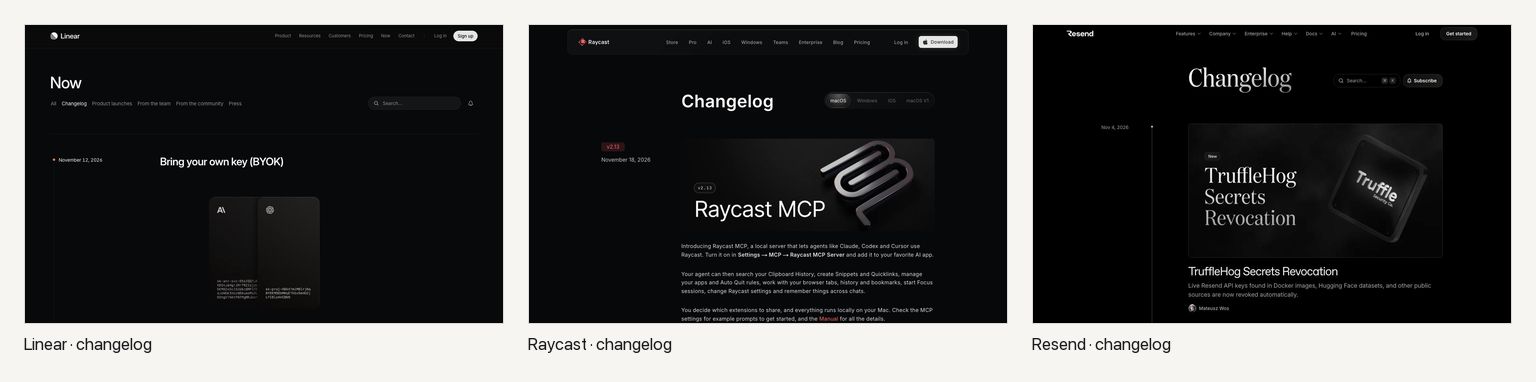 Linear
Product Resources Customers Pricing Now Contact Log in Sign up
Now
All Changelog Product launches From the team From the community Press
Search...
November 12, 2026
Bring your own key (BYOK)
Linear · changelog
Raycast
Store Pro AI iOS Windows Teams Enterprise Blog Pricing Log in Download
Changelog
macOS Windows iOS macOS V1
v2.13
November 18, 2026
v2.13
Raycast MCP
Introducing Raycast MCP, a local server that lets agents like Claude, Codex and Cursor use
Raycast. Turn it on in Settings → MCP → Raycast MCP Server and add it to your favorite AI app.
Your agent can then search your Clipboard History, create Snippets and Quicklinks, manage
your apps and Auto Quit rules, work with your browser tabs, history and bookmarks, start Focus
sessions, change Raycast settings and remember things across chats.
You decide which extensions to share, and everything runs locally on your Mac. Check the MCP
settings for example prompts to get started, and the Manual for all the details.
Raycast · changelog
Resend
Features Company Enterprise Help Docs AI Pricing Log in Get started
Changelog
Search... ⌘ K Subscribe
Nov 4, 2026
New
TruffleHog
Secrets
Revocation
Truffle
Security Co.
TruffleHog Secrets Revocation
Live Resend API keys found in Docker images, Hugging Face datasets, and other public
sources are now revoked automatically.
Mateusz Wos
Resend · changelog